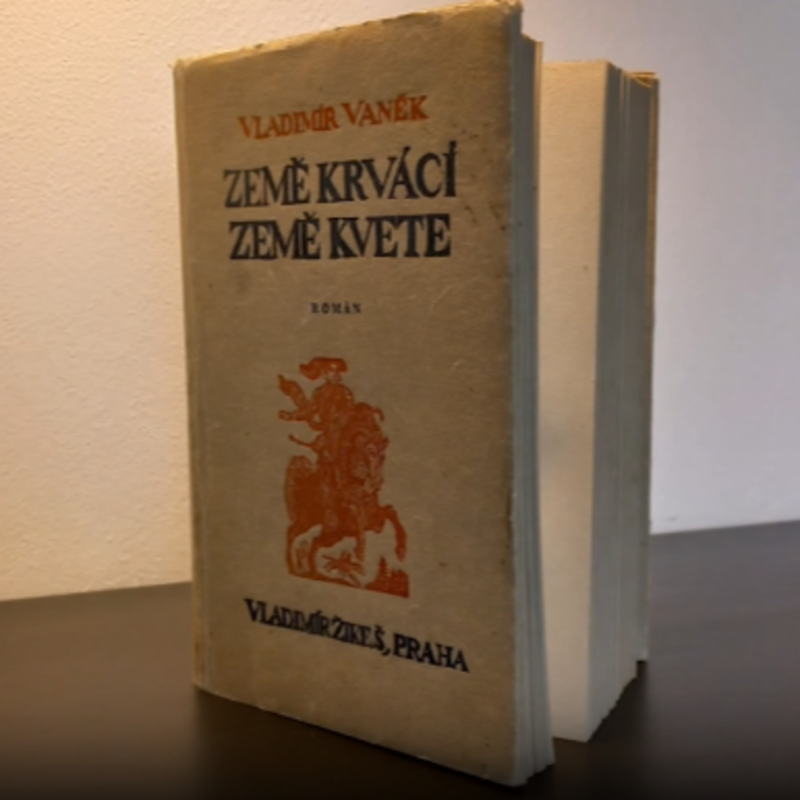 VLADIMÍR VANĚK
ZEMĚ KRVÁCÍ
ZEMĚ KVETE
ROMÁN
VLADIMÍR ŽIKEŠ, PRAHA